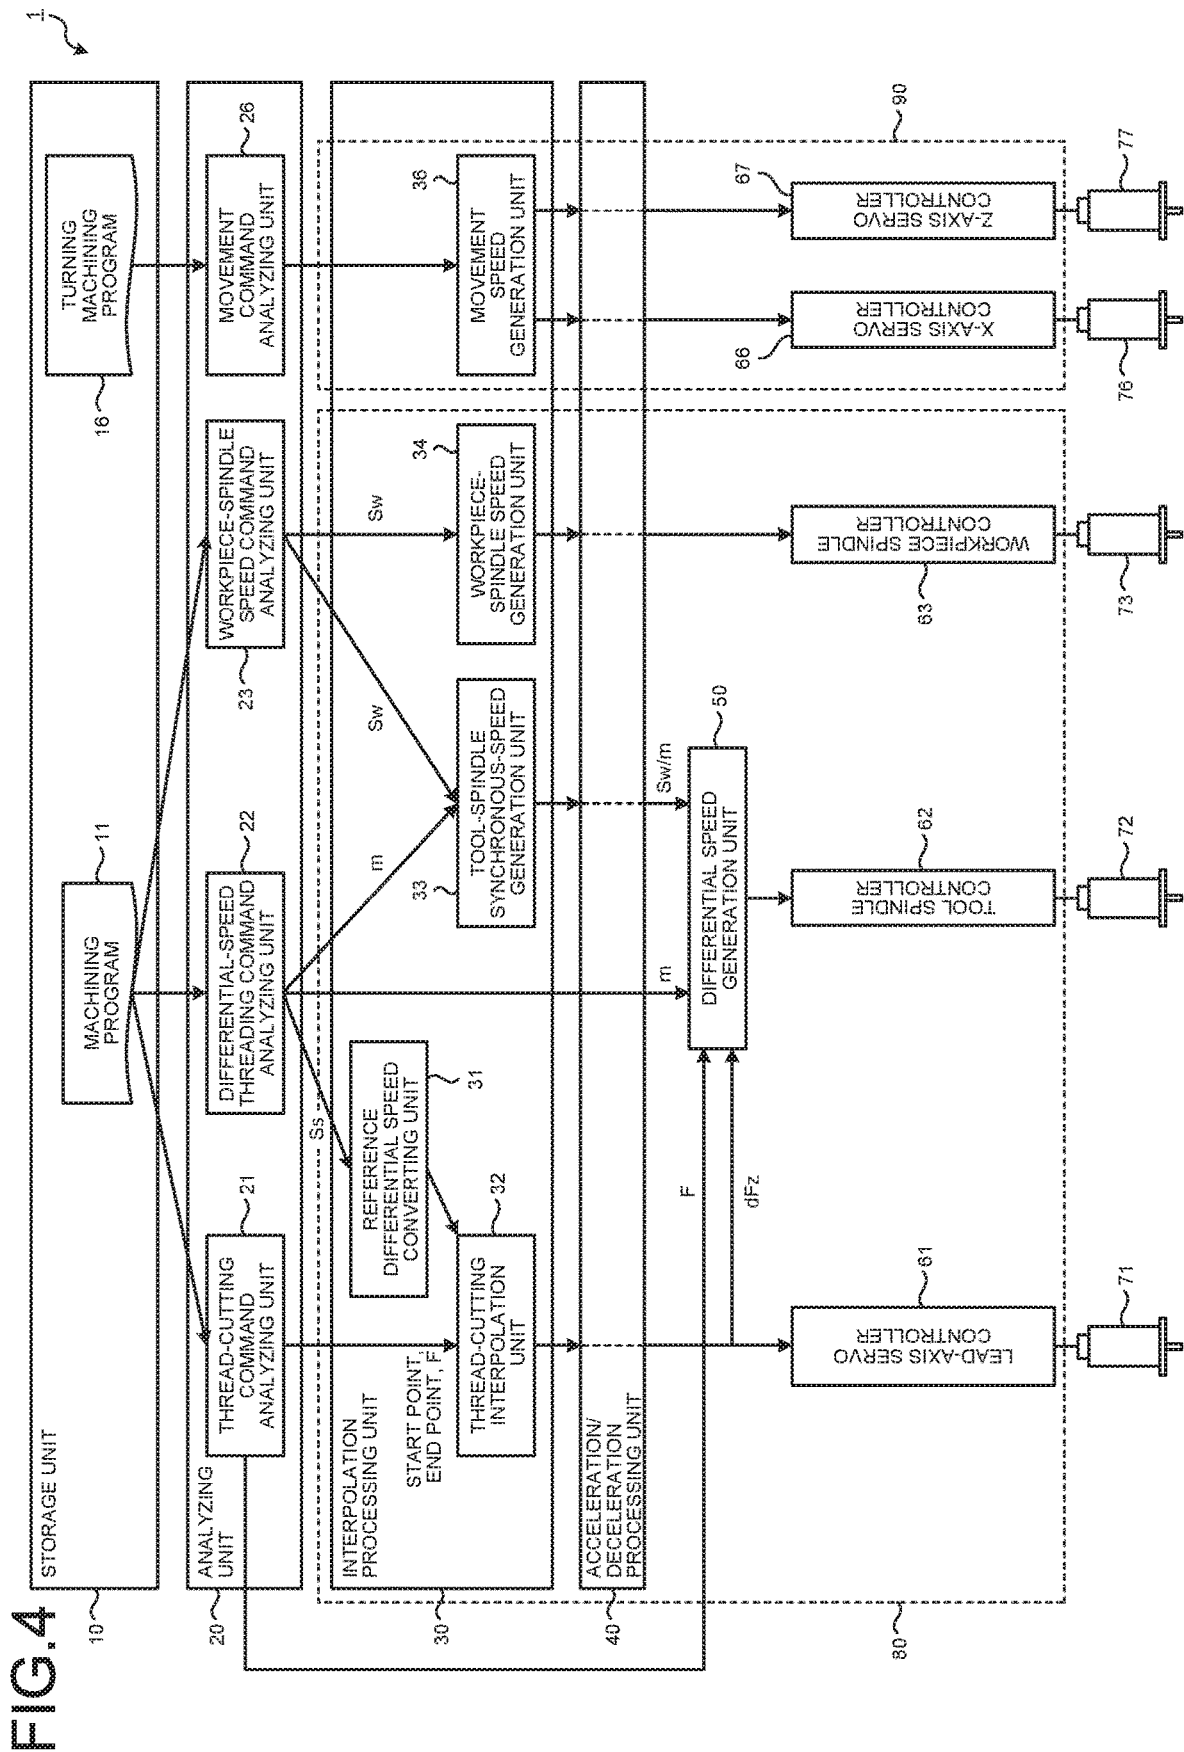 FIG.4
1
10
STORAGE UNIT
11
MACHINING
PROGRAM
16
TURNING
MACHINING
PROGRAM
20
ANALYZING
UNIT
21
THREAD-CUTTING
COMMAND
ANALYZING UNIT
22
DIFFERENTIAL-SPEED
THREADING COMMAND
ANALYZING UNIT
23
WORKPIECE-SPINDLE
SPEED COMMAND
ANALYZING UNIT
26
MOVEMENT
COMMAND
ANALYZING UNIT
30
INTERPOLATION
PROCESSING UNIT
Ss
REFERENCE
DIFFERENTIAL SPEED
CONVERTING UNIT
31
m
Sw
Sw
START POINT,
END POINT, F
32
THREAD-CUTTING
INTERPOLATION
UNIT
33
TOOL-SPINDLE
SYNCHRONOUS-SPEED
GENERATION UNIT
34
WORKPIECE-
SPINDLE SPEED
GENERATION UNIT
36
MOVEMENT
SPEED
GENERATION UNIT
40
ACCELERATION/
DECELERATION
PROCESSING UNIT
F
dFz
m
Sw/m
50
DIFFERENTIAL SPEED
GENERATION UNIT
80
90
61
LEAD-AXIS SERVO
CONTROLLER
62
TOOL SPINDLE
CONTROLLER
63
WORKPIECE SPINDLE
CONTROLLER
66
X-AXIS SERVO
CONTROLLER
67
Z-AXIS SERVO
CONTROLLER
71
72
73
76
77